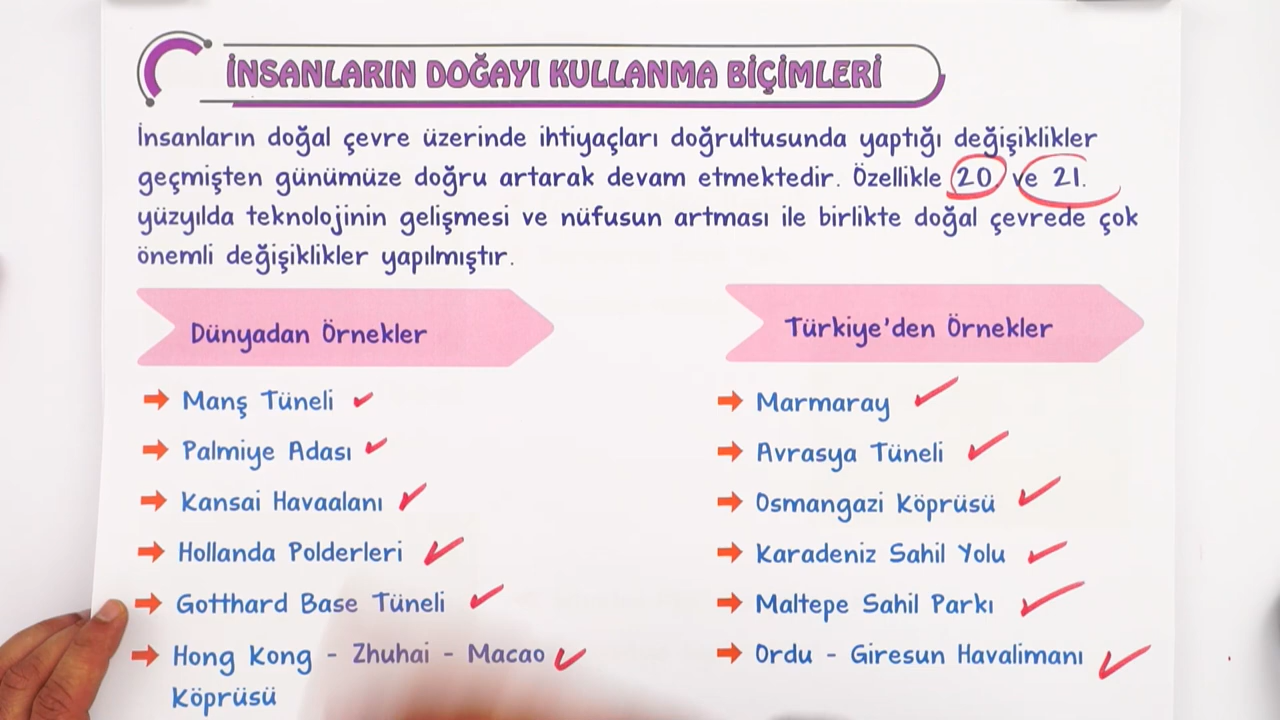 İNSANLARIN DOĞAYI KULLANMA BİÇİMLERİ
İnsanların doğal çevre üzerinde ihtiyaçları doğrultusunda yaptığı değişiklikler
geçmişten günümüze doğru artarak devam etmektedir. Özellikle 20. ve 21.
yüzyılda teknolojinin gelişmesi ve nüfusun artması ile birlikte doğal çevrede çok
önemli değişiklikler yapılmıştır.
Dünyadan Örnekler
Manş Tüneli
Palmiye Adası
Kansai Havaalanı
Hollanda Polderleri
Gotthard Base Tüneli
Hong Kong - Zhuhai - Macao
Köprüsü
Türkiye'den Örnekler
Marmaray
Avrasya Tüneli
Osmangazi Köprüsü
Karadeniz Sahil Yolu
Maltepe Sahil Parkı
Ordu - Giresun Havalimanı